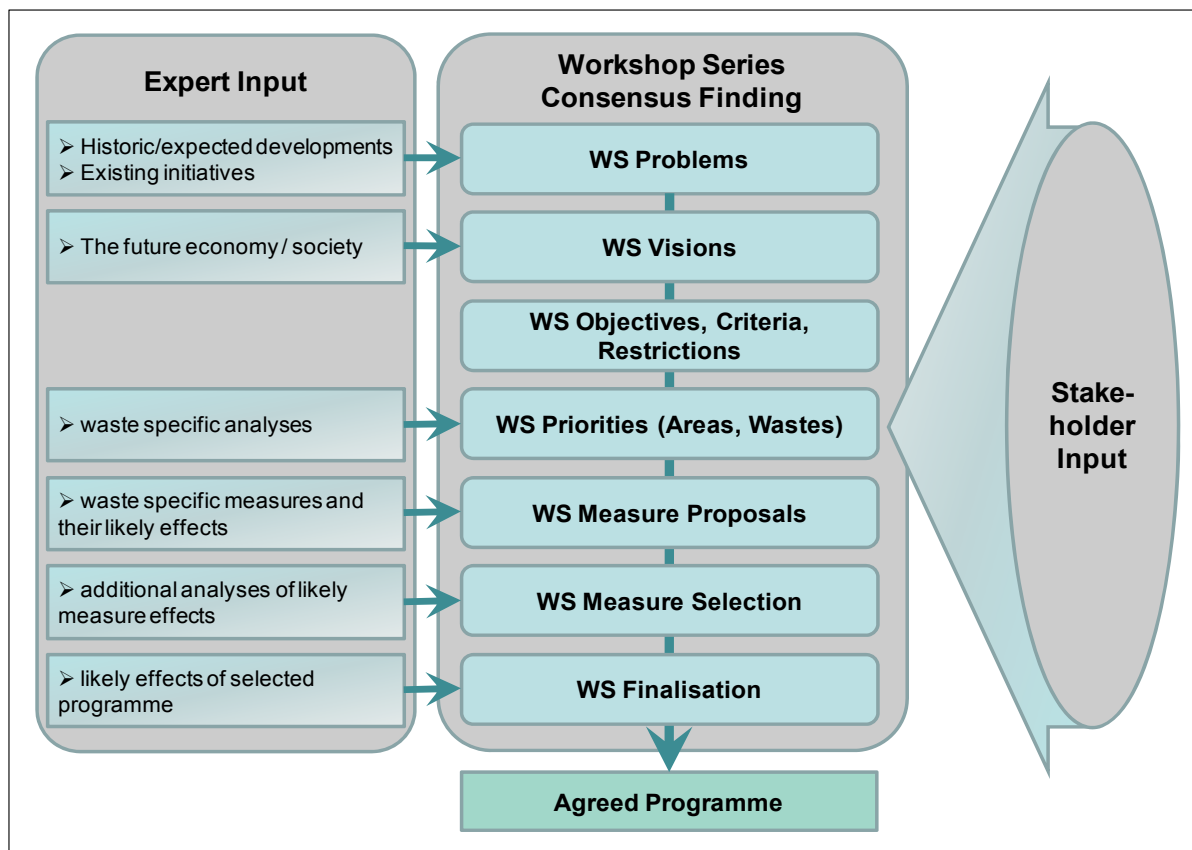 Expert Input
➢ Historic/expected developments
➢ Existing initiatives
➢ The future economy / society
➢ waste specific analyses
➢ waste specific measures and
their likely effects
➢ additional analyses of likely
measure effects
➢ likely effects of selected
programme
Workshop Series
Consensus Finding
WS Problems
WS Visions
WS Objectives, Criteria,
Restrictions
WS Priorities (Areas, Wastes)
WS Measure Proposals
WS Measure Selection
WS Finalisation
Agreed Programme
Stake-
holder
Input